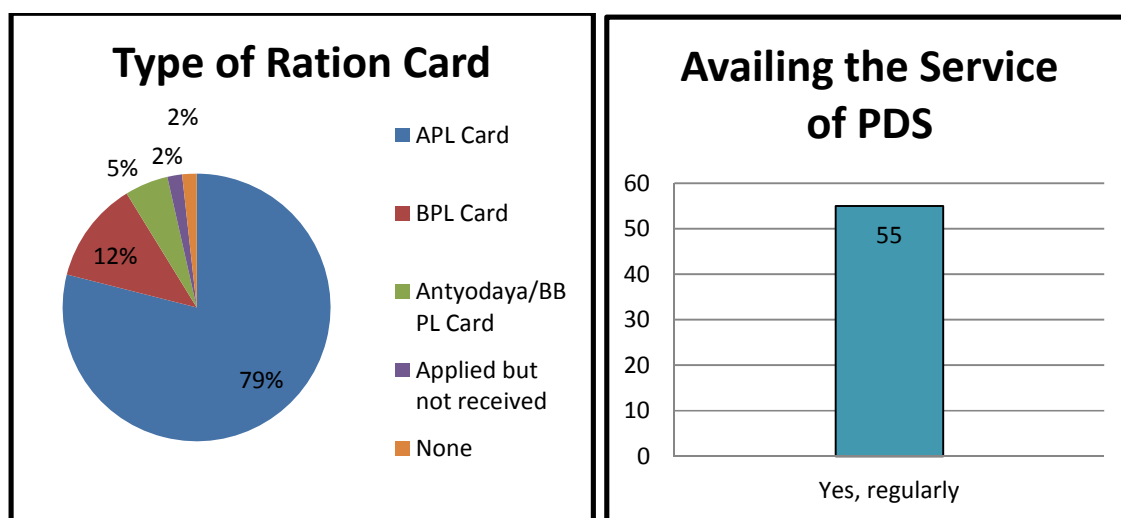 Type of Ration Card
2%
5%
2%
12%
79%
APL Card
BPL Card
Antyodaya/BB
PL Card
Applied but
not received
None
Availing the Service
of PDS
60
50
40
30
20
10
0
55
Yes, regularly